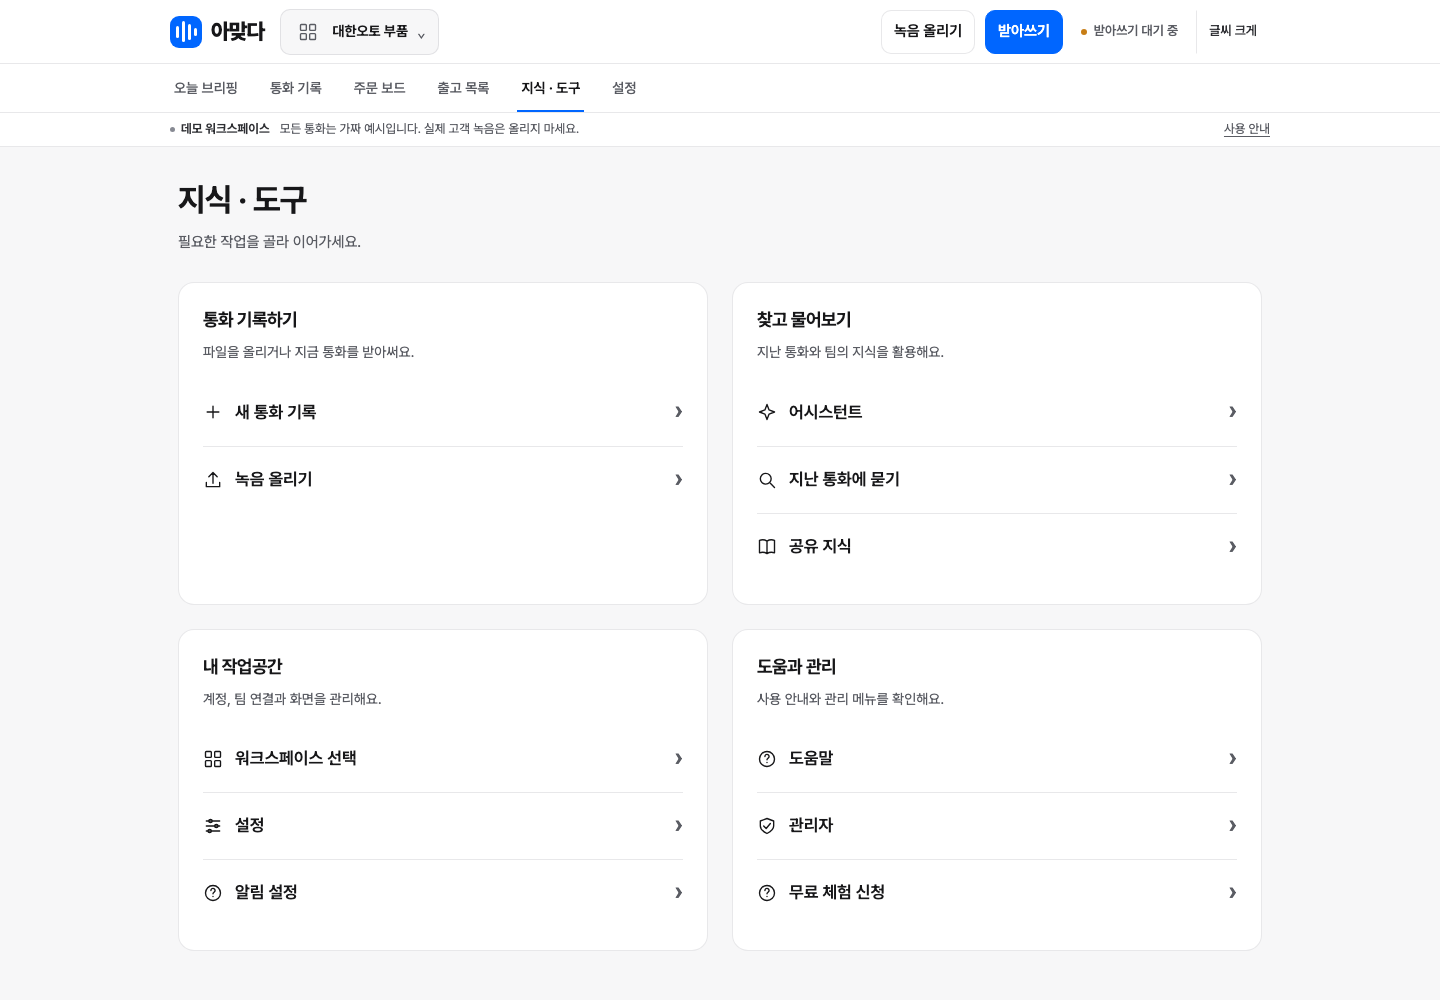 아맞다
대한오토 부품
녹음 올리기
받아쓰기
받아쓰기 대기 중
글씨 크게
오늘 브리핑
통화 기록
주문 보드
출고 목록
지식 · 도구
설정
데모 워크스페이스
모든 통화는 가짜 예시입니다. 실제 고객 녹음은 올리지 마세요.
사용 안내
지식 · 도구
필요한 작업을 골라 이어가세요.
통화 기록하기
파일을 올리거나 지금 통화를 받아써요.
새 통화 기록
녹음 올리기
찾고 물어보기
지난 통화와 팀의 지식을 활용해요.
어시스턴트
지난 통화에 묻기
공유 지식
내 작업공간
계정, 팀 연결과 화면을 관리해요.
워크스페이스 선택
설정
알림 설정
도움과 관리
사용 안내와 관리 메뉴를 확인해요.
도움말
관리자
무료 체험 신청